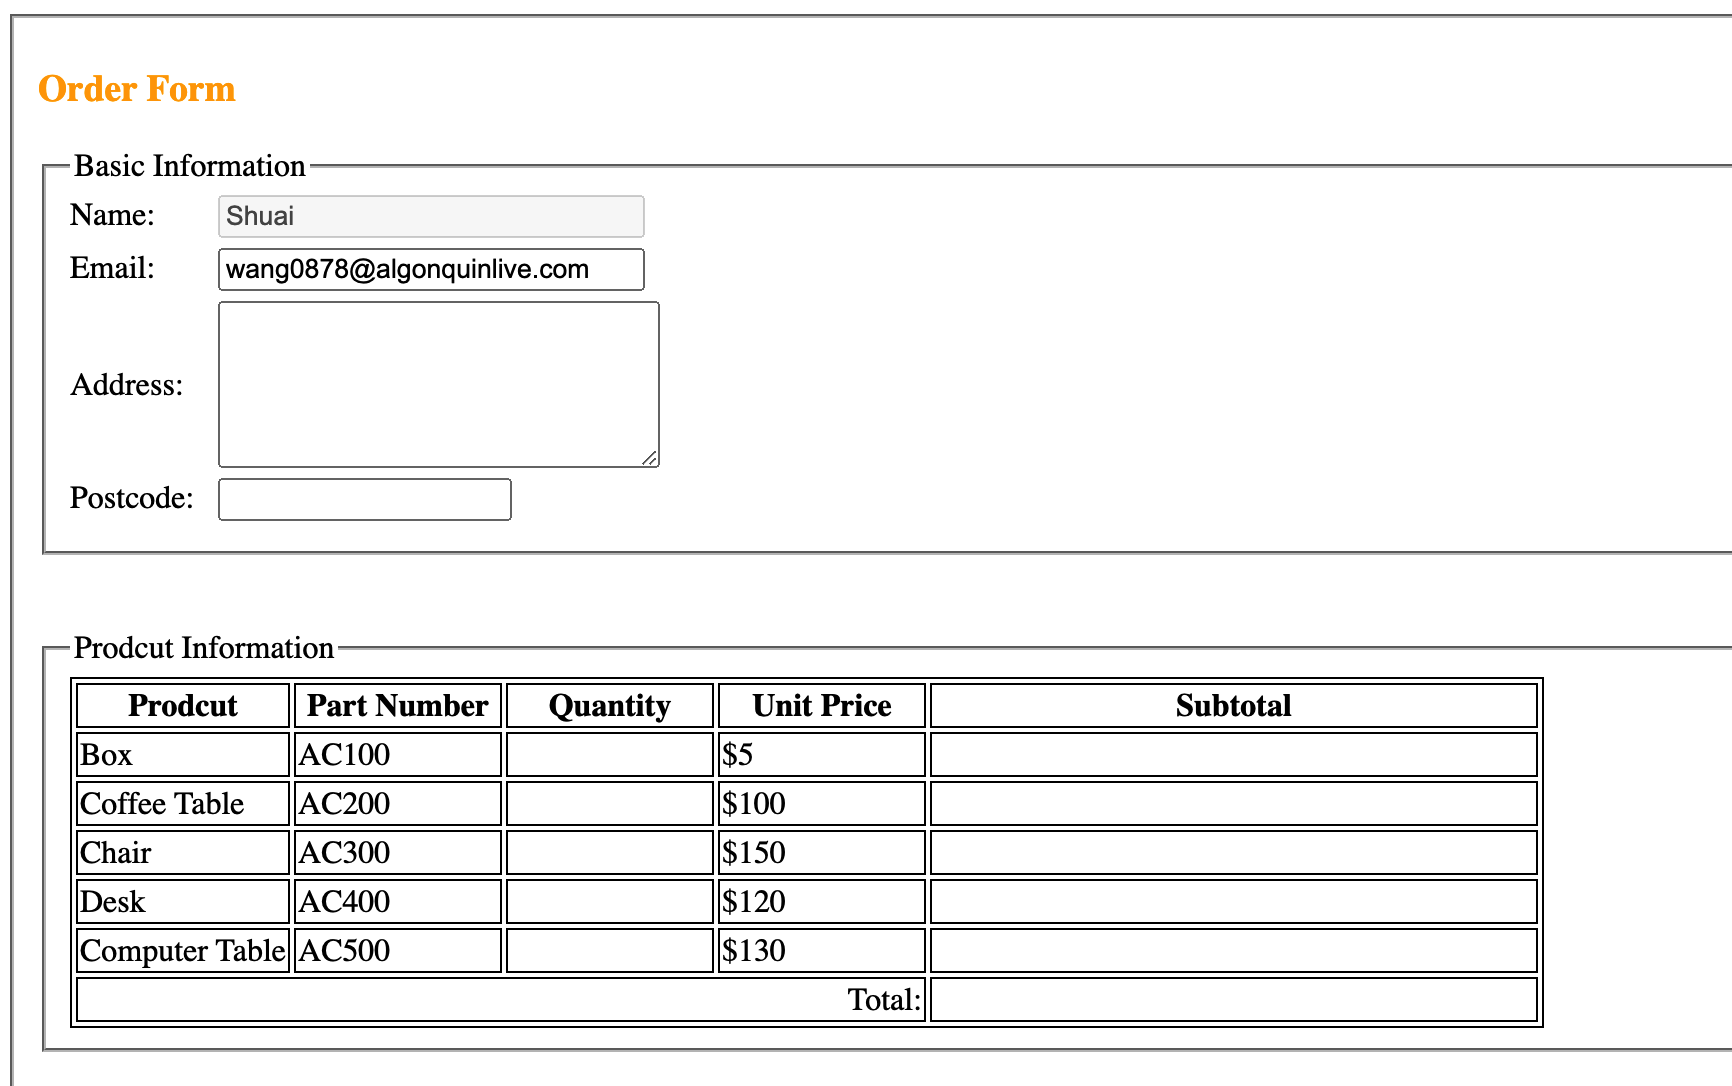 Order Form
Basic Information
Name: Shuai
Email: wang0878@algonquinlive.com
Address:
Postcode:
Prodcut Information
Prodcut Part Number Quantity Unit Price Subtotal
Box AC100 $5
Coffee Table AC200 $100
Chair AC300 $150
Desk AC400 $120
Computer Table AC500 $130
Total: